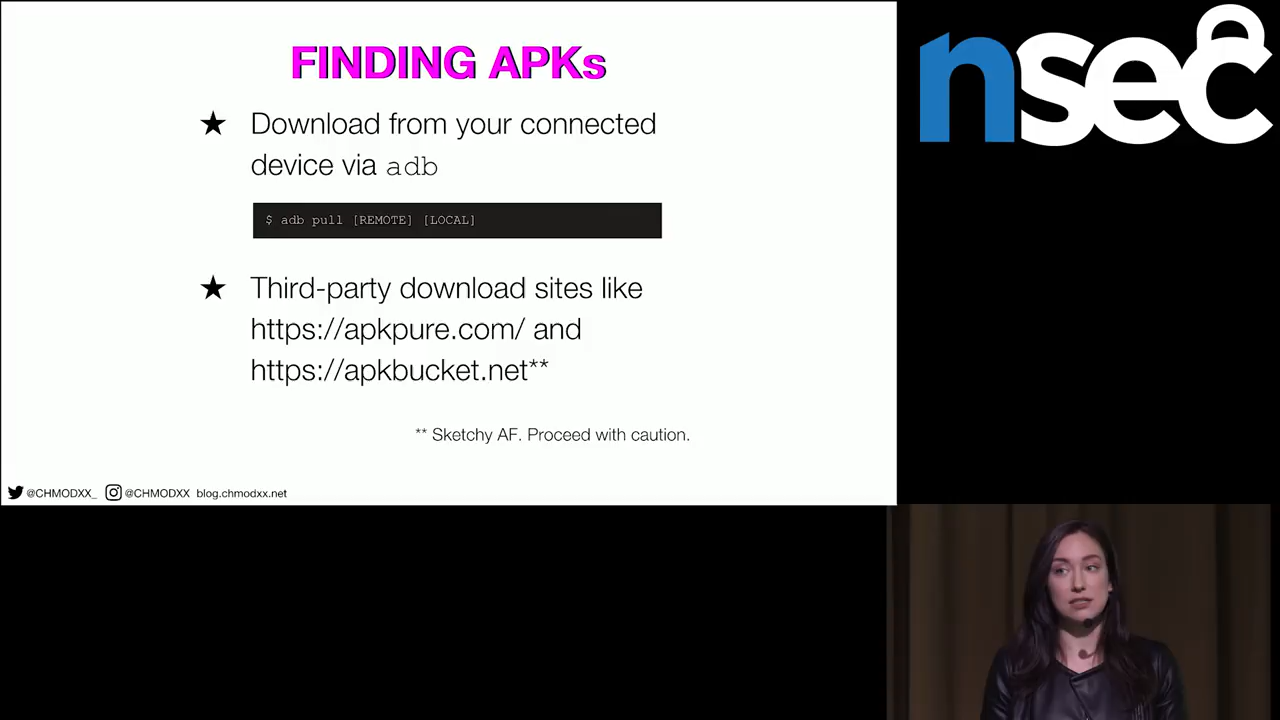 FINDING APKs
★ Download from your connected
device via adb
$ adb pull [REMOTE] [LOCAL]
★ Third-party download sites like
https://apkpure.com/ and
https://apkbucket.net**
** Sketchy AF. Proceed with caution.
@CHMODXX_ @CHMODXX blog.chmodxx.net
nsec